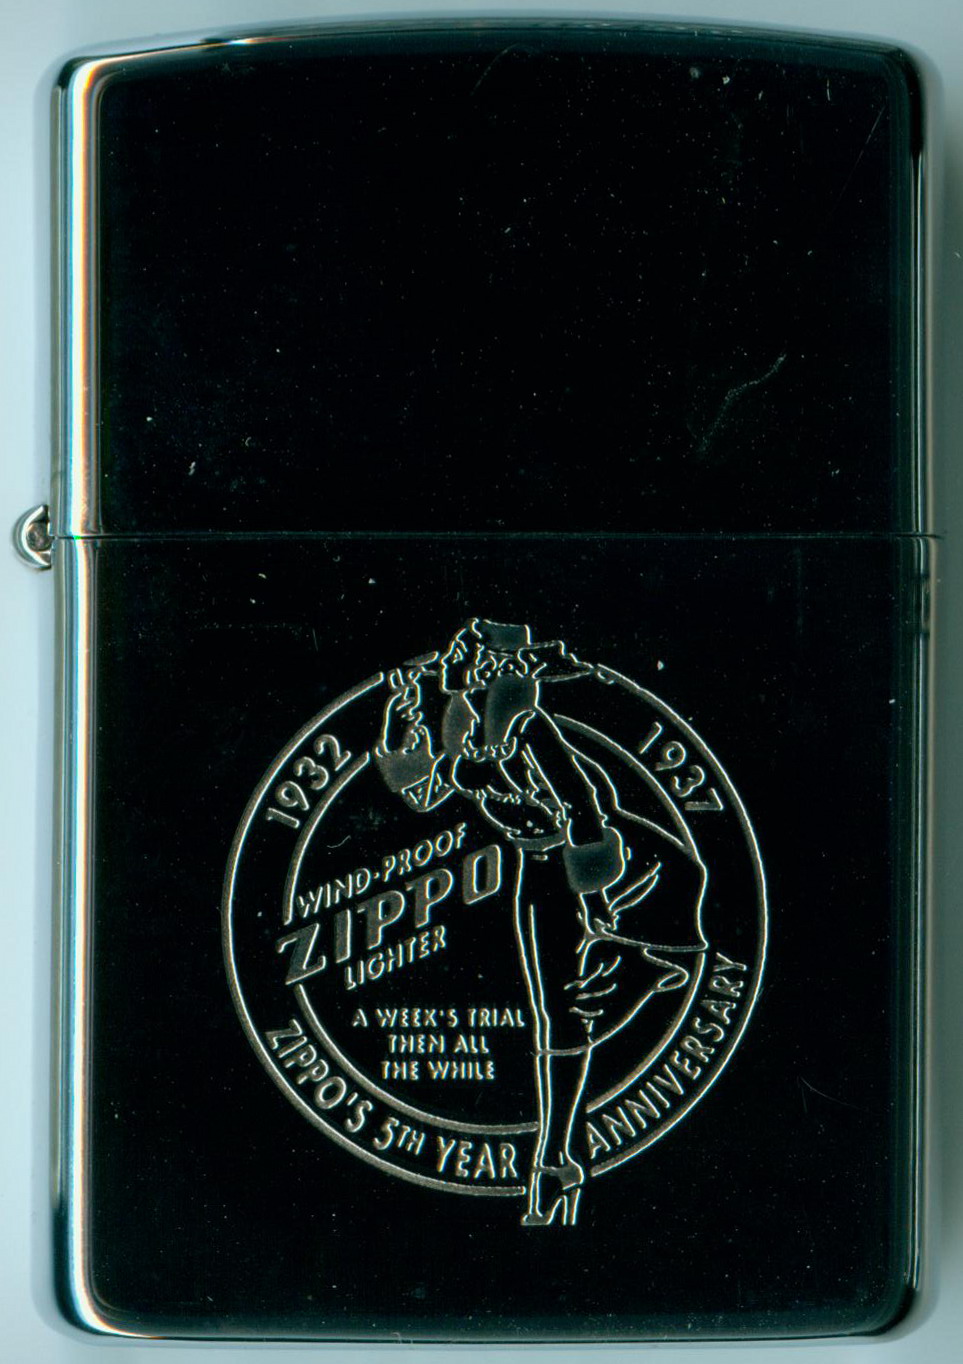 1932
1937
WIND-PROOF
ZIPPO
LIGHTER
A WEEK'S TRIAL
THEN ALL
THE WHILE
ZIPPO'S 5TH YEAR ANNIVERSARY